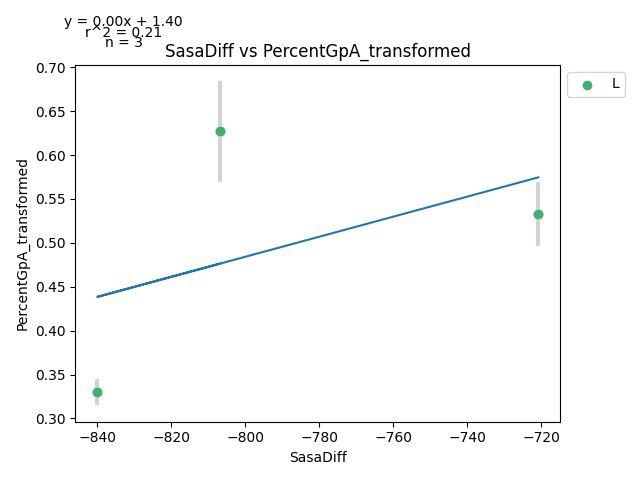 y = 0.00x + 1.40
r^2 = 0.21
n = 3
SasaDiff vs PercentGpA_transformed
L
PercentGpA_transformed
0.70
0.65
0.60
0.55
0.50
0.45
0.40
0.35
0.30
−840
−820
−800
−780
−760
−740
−720
SasaDiff